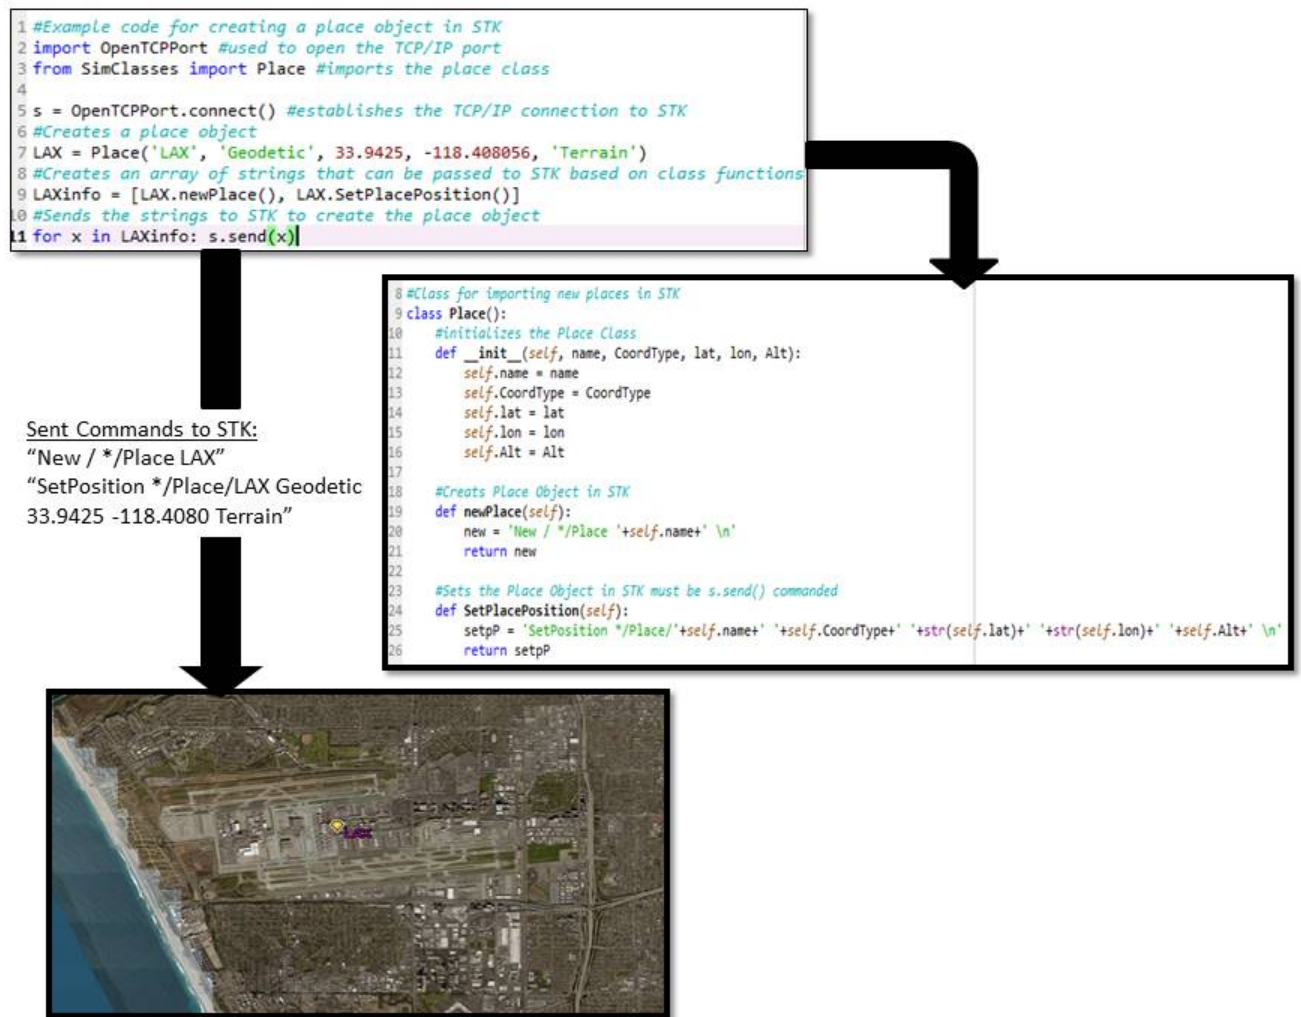 1 #Example code for creating a place object in STK
2 import OpenTCPPort #used to open the TCP/IP port
3 from SimClasses import Place #imports the place class
4
5 s = OpenTCPPort.connect() #establishes the TCP/IP connection to STK
6 #Creates a place object
7 LAX = Place('LAX', 'Geodetic', 33.9425, -118.408056, 'Terrain')
8 #Creates an array of strings that can be passed to STK based on class functions
9 LAXinfo = [LAX.newPlace(), LAX.SetPlacePosition()]
10 #Sends the strings to STK to create the place object
11 for x in LAXinfo: s.send(x)
8 #Class for importing new places in STK
9 class Place():
10 #initializes the Place Class
11 def __init__(self, name, CoordType, lat, lon, Alt):
12 self.name = name
13 self.CoordType = CoordType
14 self.lat = lat
15 self.lon = lon
16 self.Alt = Alt
17
18 #Creats Place Object in STK
19 def newPlace(self):
20 new = 'New / */Place '+self.name+' \n'
21 return new
22
23 #Sets the Place Object in STK must be s.send() commanded
24 def SetPlacePosition(self):
25 setpP = 'SetPosition */Place/'+self.name+' '+self.CoordType+' '+str(self.lat)+' '+str(self.lon)+' '+self.Alt+' \n'
26 return setpP
Sent Commands to STK:
“New / */Place LAX”
“SetPosition */Place/LAX Geodetic
33.9425 -118.4080 Terrain”
LAX